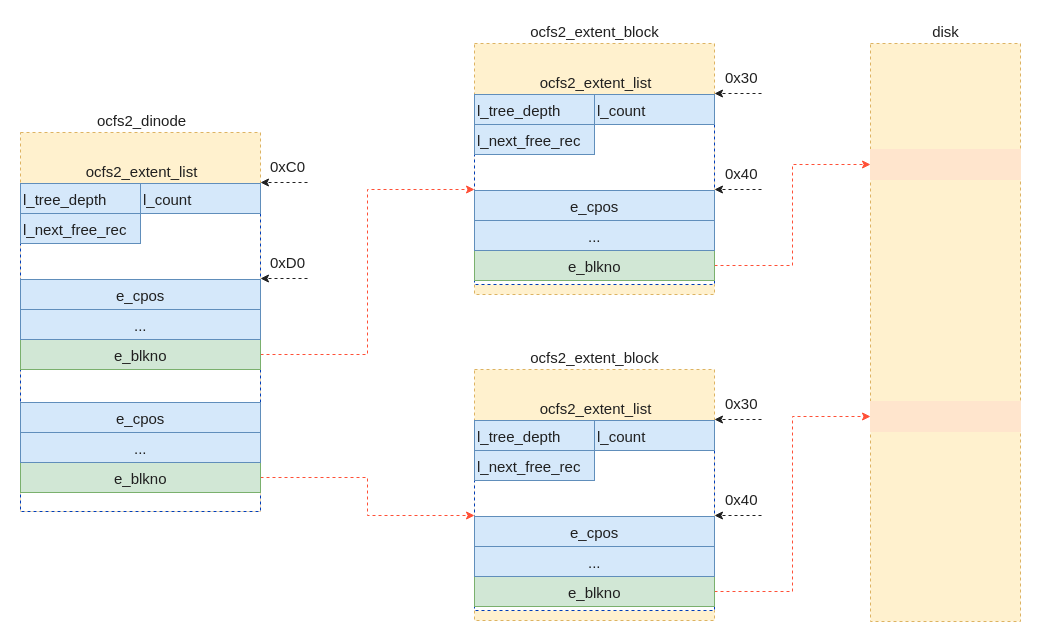 ocfs2_dinode
ocfs2_extent_list
0xC0
l_tree_depth l_count
l_next_free_rec
0xD0
e_cpos
...
e_blkno
e_cpos
...
e_blkno
ocfs2_extent_block
ocfs2_extent_list
0x30
l_tree_depth l_count
l_next_free_rec
0x40
e_cpos
...
e_blkno
ocfs2_extent_block
ocfs2_extent_list
0x30
l_tree_depth l_count
l_next_free_rec
0x40
e_cpos
...
e_blkno
disk